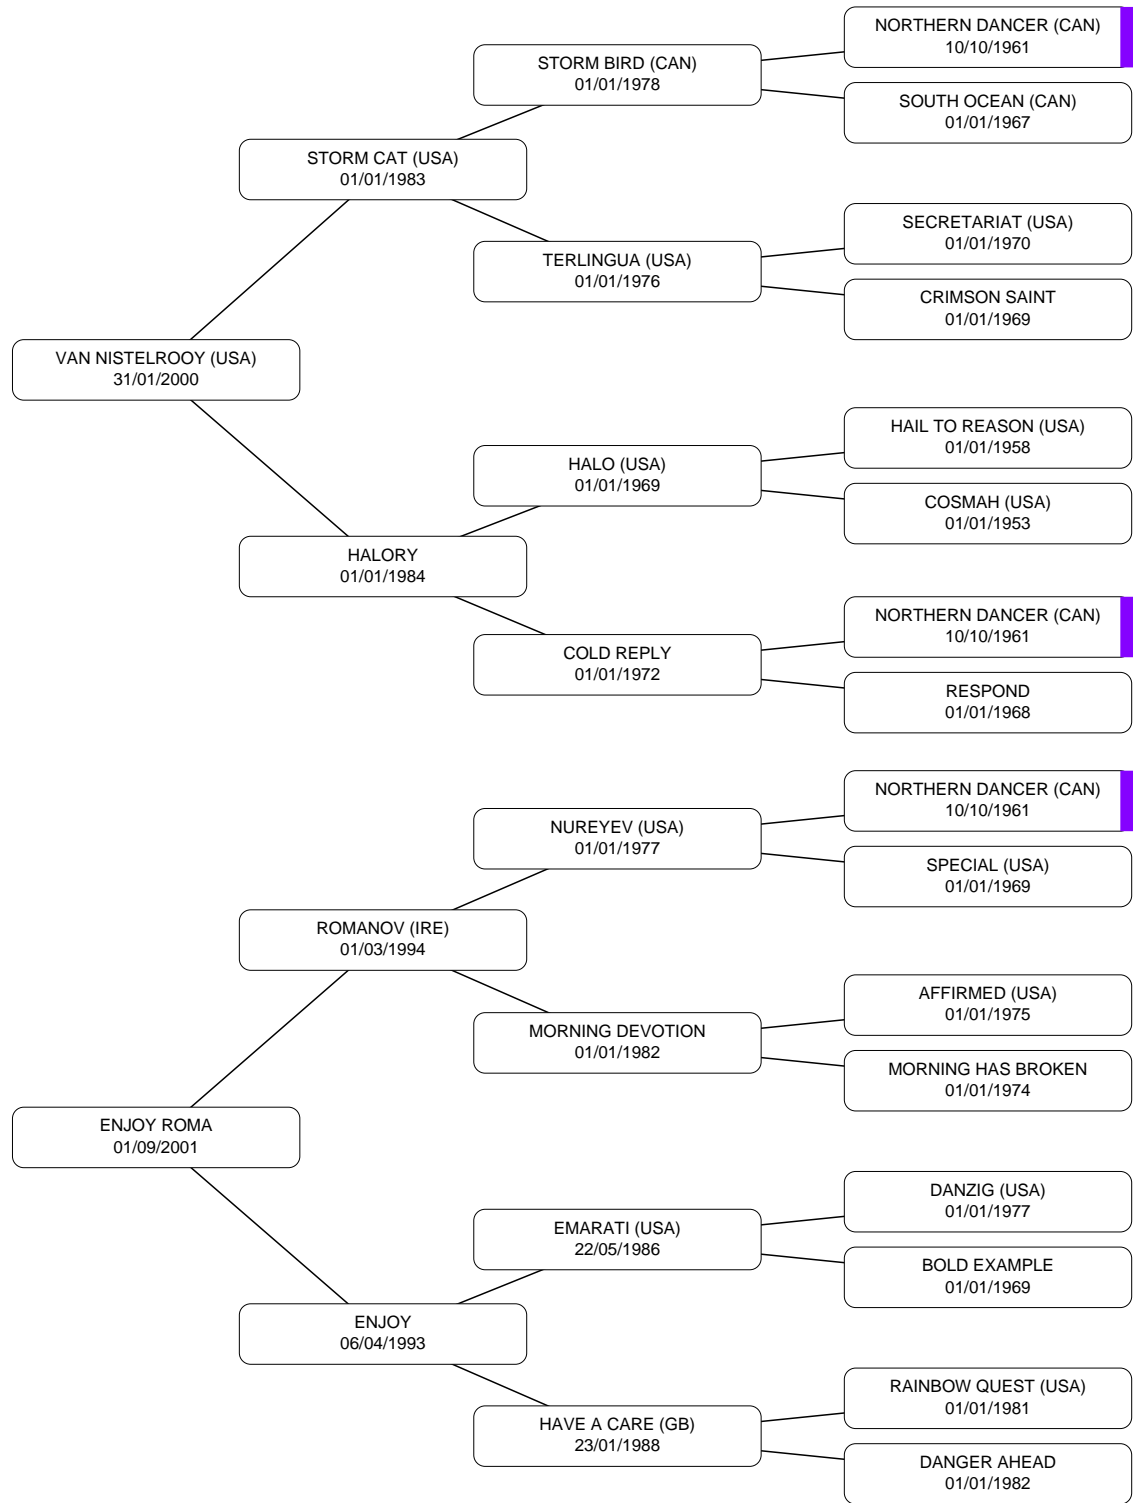 NORTHERN DANCER (CAN)
10/10/1961
STORM BIRD (CAN)
01/01/1978
SOUTH OCEAN (CAN)
01/01/1967
STORM CAT (USA)
01/01/1983
SECRETARIAT (USA)
01/01/1970
TERLINGUA (USA)
01/01/1976
CRIMSON SAINT
01/01/1969
VAN NISTELROOY (USA)
31/01/2000
HAIL TO REASON (USA)
01/01/1958
HALO (USA)
01/01/1969
COSMAH (USA)
01/01/1953
HALORY
01/01/1984
NORTHERN DANCER (CAN)
10/10/1961
COLD REPLY
01/01/1972
RESPOND
01/01/1968
NORTHERN DANCER (CAN)
10/10/1961
NUREYEV (USA)
01/01/1977
SPECIAL (USA)
01/01/1969
ROMANOV (IRE)
01/03/1994
AFFIRMED (USA)
01/01/1975
MORNING DEVOTION
01/01/1982
MORNING HAS BROKEN
01/01/1974
ENJOY ROMA
01/09/2001
DANZIG (USA)
01/01/1977
EMARATI (USA)
22/05/1986
BOLD EXAMPLE
01/01/1969
ENJOY
06/04/1993
RAINBOW QUEST (USA)
01/01/1981
HAVE A CARE (GB)
23/01/1988
DANGER AHEAD
01/01/1982